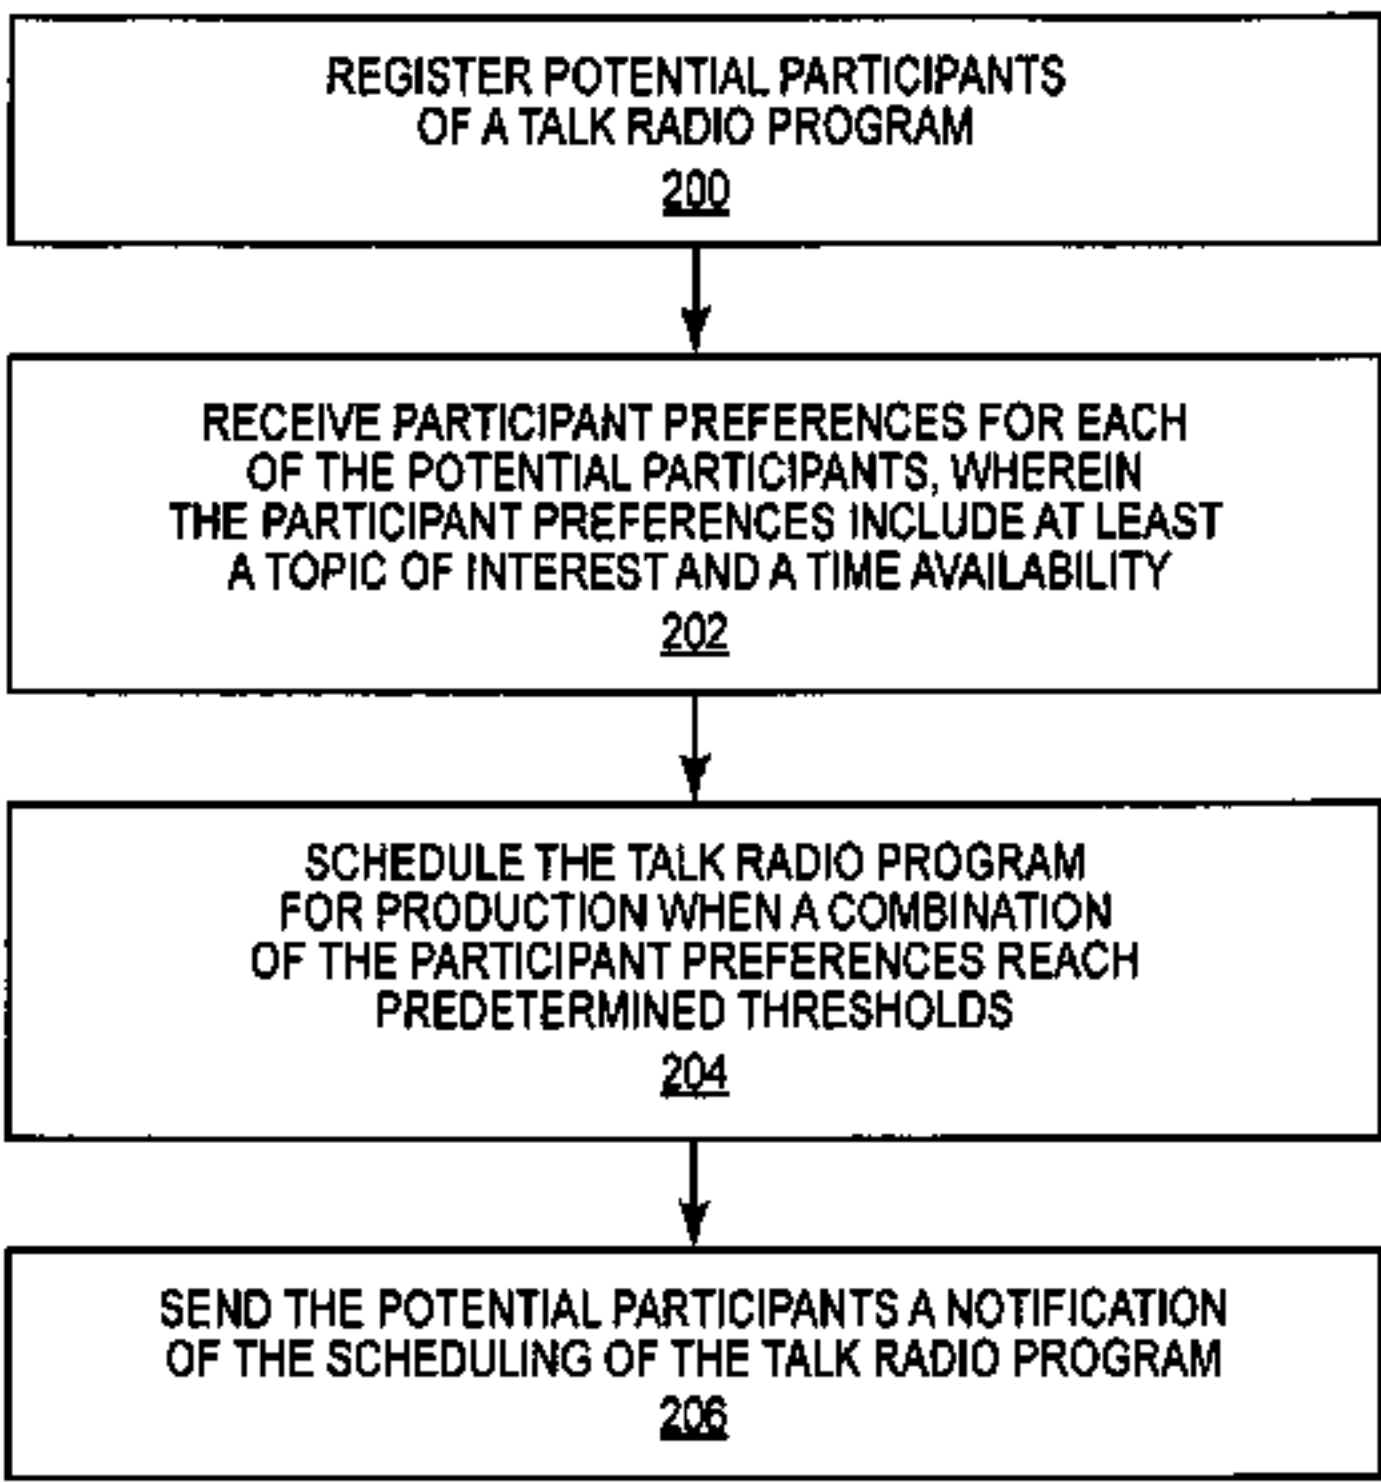 REGISTER POTENTIAL PARTICIPANTS
OF A TALK RADIO PROGRAM
200
RECEIVE PARTICIPANT PREFERENCES FOR EACH
OF THE POTENTIAL PARTICIPANTS, WHEREIN
THE PARTICIPANT PREFERENCES INCLUDE AT LEAST
A TOPIC OF INTEREST AND A TIME AVAILABILITY
202
SCHEDULE THE TALK RADIO PROGRAM
FOR PRODUCTION WHEN A COMBINATION
OF THE PARTICIPANT PREFERENCES REACH
PREDETERMINED THRESHOLDS
204
SEND THE POTENTIAL PARTICIPANTS A NOTIFICATION
OF THE SCHEDULING OF THE TALK RADIO PROGRAM
206